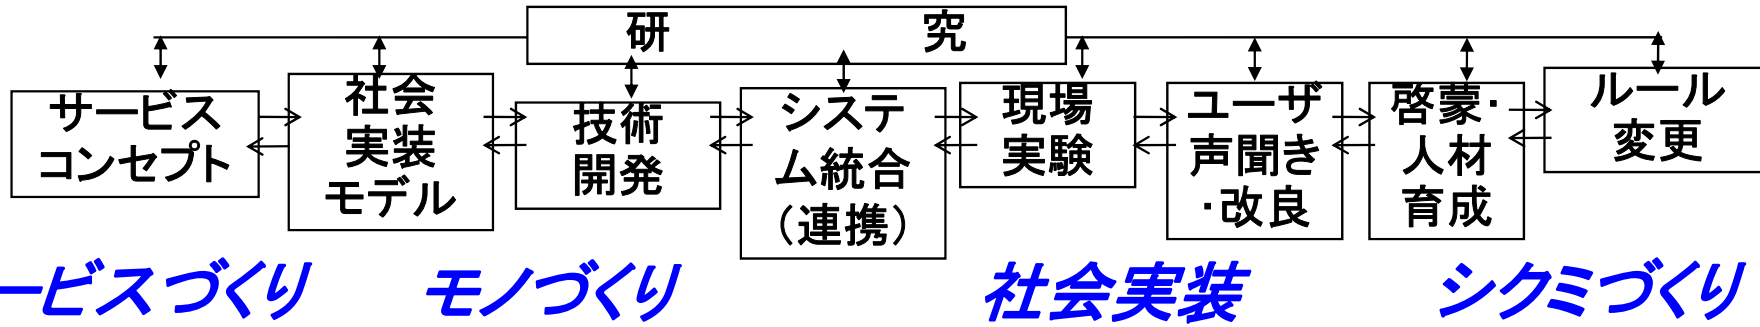 研究
サービス
コンセプト
社会
実装
モデル
技術
開発
システ
ム統合
（連携）
現場
実験
ユーザ
声聞き
・改良
啓蒙・
人材
育成
ルール
変更
ービスづくり
モノづくり
社会実装
シクミづくり